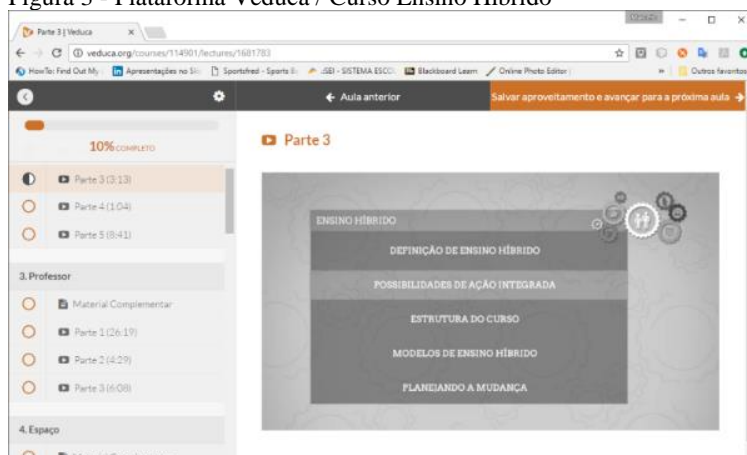 Figura 3 - Plataforma Veduca / Curso Ensino Híbrido
Parte 3 | Veduca
veduca.org/courses/114901/lectures/1681783
HowTo: Find Out My
Apresentações no
Sportsfred - Sports
SISTEMA ESCOL
Blackboard Learn
Online Photo Editor
Outros favoritos
Aula anterior
Salvar aproveitamento e avançar para a próxima aula
10% COMPLETO
Parte 3
Parte 3 (3:13)
Parte 4 (1:04)
Parte 5 (8:41)
3. Professor
Material Complementar
Parte 1 (26:19)
Parte 2 (4:29)
Parte 3 (6:08)
4. Espaço
ENSINO HÍBRIDO
DEFINIÇÃO DE ENSINO HÍBRIDO
POSSIBILIDADES DE AÇÃO INTEGRADA
ESTRUTURA DO CURSO
MODELOS DE ENSINO HÍBRIDO
PLANEJANDO A MUDANÇA